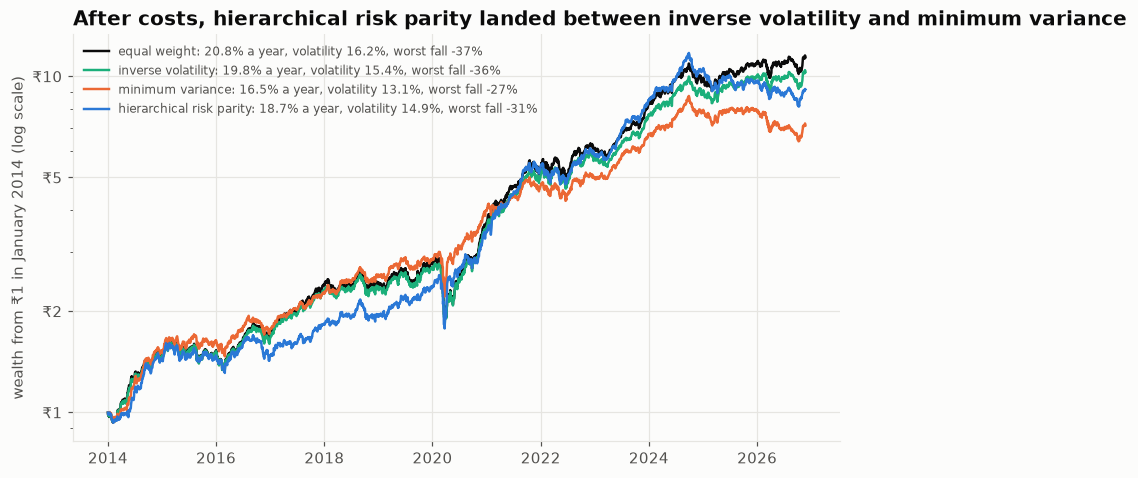 After costs, hierarchical risk parity landed between inverse volatility and minimum variance
equal weight: 20.8% a year, volatility 16.2%, worst fall -37%
inverse volatility: 19.8% a year, volatility 15.4%, worst fall -36%
minimum variance: 16.5% a year, volatility 13.1%, worst fall -27%
hierarchical risk parity: 18.7% a year, volatility 14.9%, worst fall -31%
wealth from ₹1 in January 2014 (log scale)
₹10
₹5
₹2
₹1
2014 2016 2018 2020 2022 2024 2026